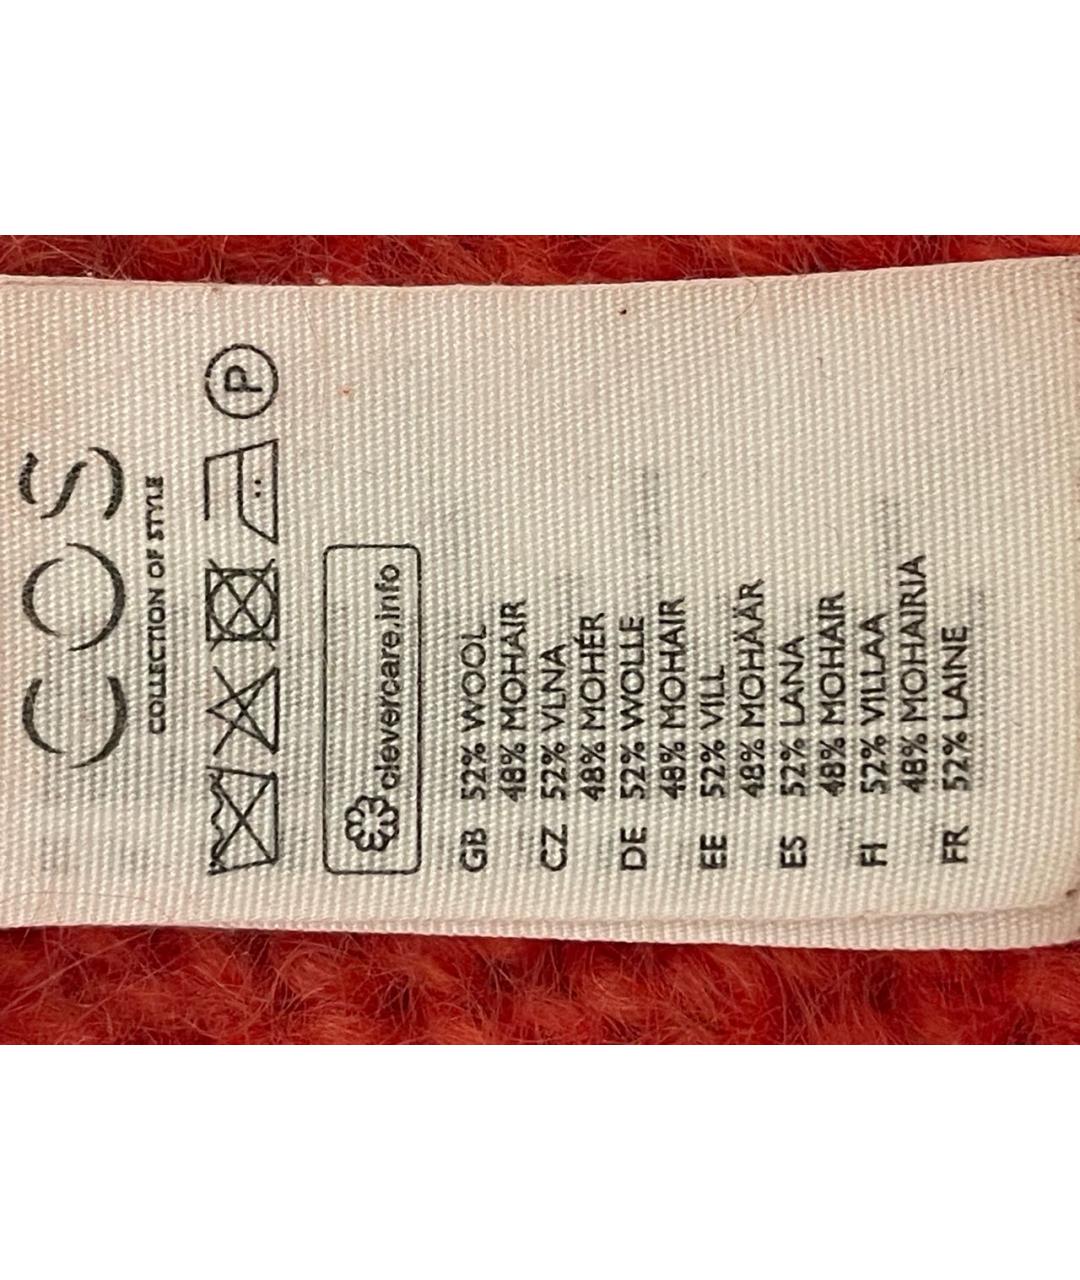 COS
COLLECTION OF STYLE
P
clevercare.info
GB 52% WOOL
48% MOHAIR
CZ 52% VLNA
48% MOHÉR
DE 52% WOLLE
48% MOHAIR
EE 52% VILL
48% MOHÄÄR
ES 52% LANA
48% MOHAIR
FI 52% VILLAA
48% MOHAIRIA
FR 52% LAINE